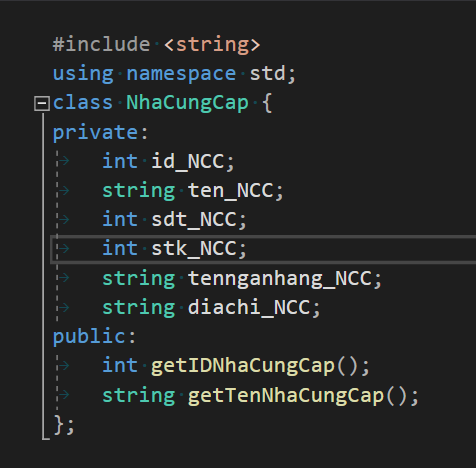 #include <string>
using namespace std;
class NhaCungCap {
private:
int id_NCC;
string ten_NCC;
int sdt_NCC;
int stk_NCC;
string tennganhang_NCC;
string diachi_NCC;
public:
int getIDNhaCungCap();
string getTenNhaCungCap();
};